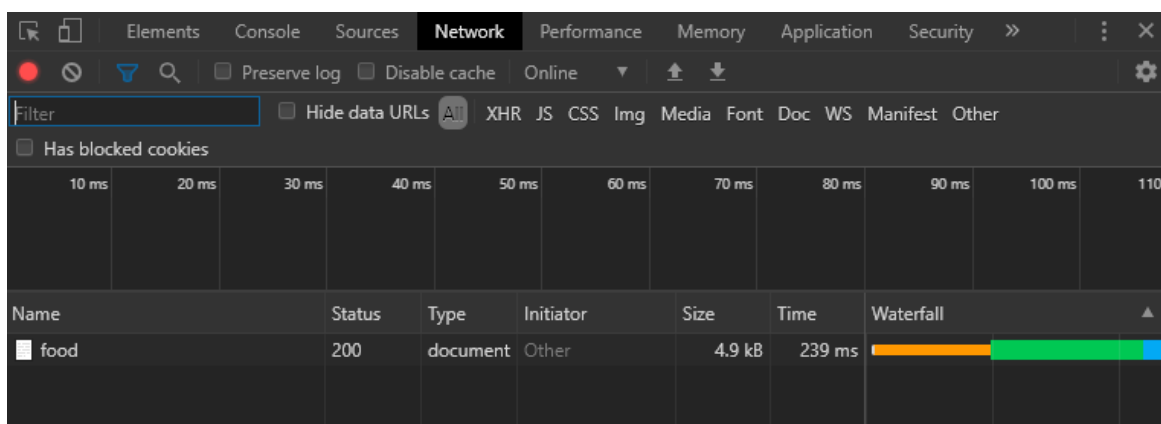 Elements Console Sources Network Performance Memory Application Security »
Preserve log Disable cache Online
Filter Hide data URLs All XHR JS CSS Img Media Font Doc WS Manifest Other
Has blocked cookies
10 ms 20 ms 30 ms 40 ms 50 ms 60 ms 70 ms 80 ms 90 ms 100 ms 110
Name Status Type Initiator Size Time Waterfall
food 200 document Other 4.9 kB 239 ms